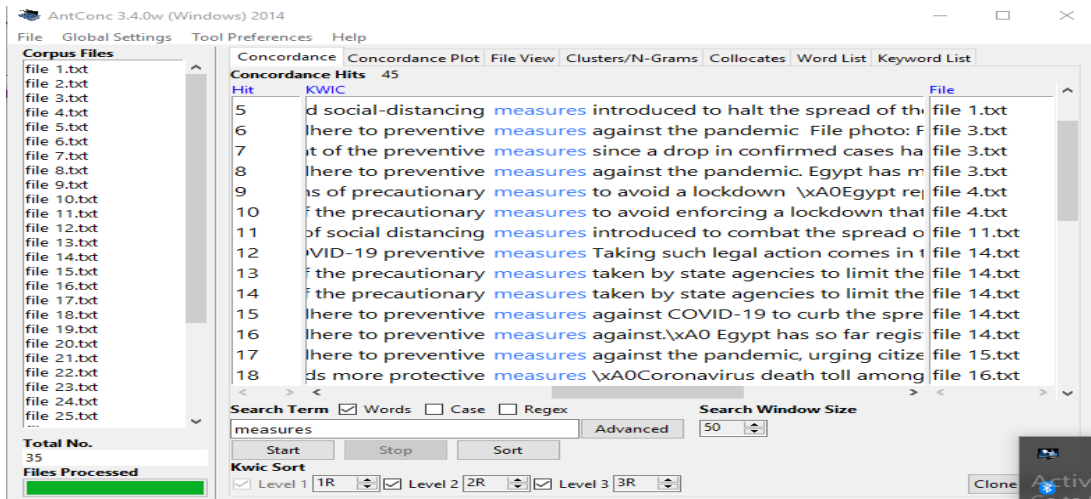 AntConc 3.4.0w (Windows) 2014
File Global Settings Tool Preferences Help
Corpus Files
file 1.txt
file 2.txt
file 3.txt
file 4.txt
file 5.txt
file 6.txt
file 7.txt
file 8.txt
file 9.txt
file 10.txt
file 11.txt
file 12.txt
file 13.txt
file 14.txt
file 15.txt
file 16.txt
file 17.txt
file 18.txt
file 19.txt
file 20.txt
file 21.txt
file 22.txt
file 23.txt
file 24.txt
file 25.txt
Total No.
35
Files Processed
Concordance Concordance Plot File View Clusters/N-Grams Collocates Word List Keyword List
Concordance Hits 45
Hit KWIC File
5 d social-distancing measures introduced to halt the spread of the file 1.txt
6 lhere to preventive measures against the pandemic File photo: F file 3.txt
7 it of the preventive measures since a drop in confirmed cases ha file 3.txt
8 lhere to preventive measures against the pandemic. Egypt has m file 3.txt
9 ns of precautionary measures to avoid a lockdown \xA0Egypt rep file 4.txt
10 f the precautionary measures to avoid enforcing a lockdown that file 4.txt
11 of social distancing measures introduced to combat the spread o file 11.txt
12 OVID-19 preventive measures Taking such legal action comes in t file 14.txt
13 f the precautionary measures taken by state agencies to limit the file 14.txt
14 f the precautionary measures taken by state agencies to limit the file 14.txt
15 lhere to preventive measures against COVID-19 to curb the spre file 14.txt
16 lhere to preventive measures against.\xA0 Egypt has so far regis file 14.txt
17 lhere to preventive measures against the pandemic, urging citize file 15.txt
18 ds more protective measures \xA0Coronavirus death toll among file 16.txt
Search Term Words Case Regex Search Window Size
measures Advanced 50
Start Stop Sort
Kwic Sort
Level 1 1R Level 2 2R Level 3 3R Clone
Activ